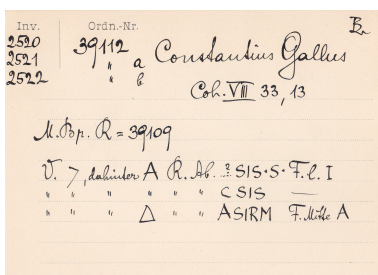 Inv. Ordn.-Nr. Bz.
2520 39112 Constantius Gallus
2521 " a
2522 " b
Coh. VIII 33, 13
M. Bp. R = 39109
V. >, dahinter A R. Ab. SIS·S· F. l. I
" " " " " " CSIS —
" " " Δ " " ASIRM F. Mitte A